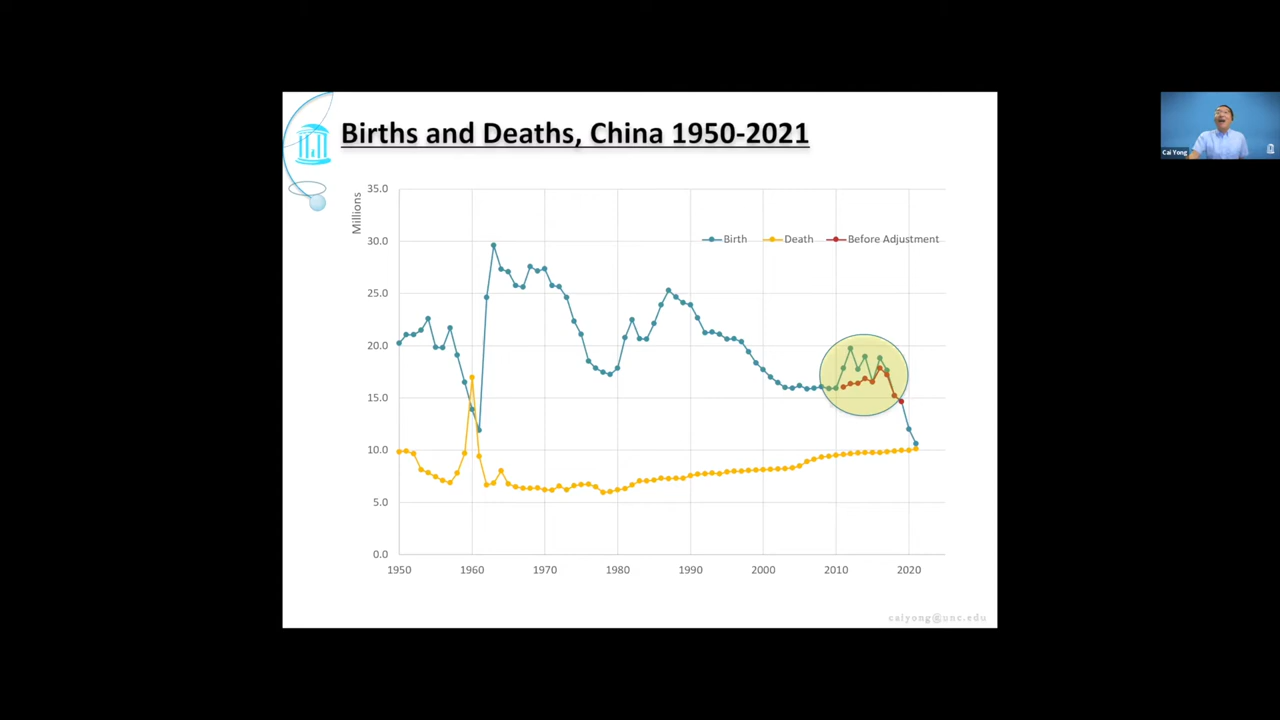 Births and Deaths, China 1950-2021
Cai Yong
Millions
35.0
30.0
25.0
20.0
15.0
10.0
5.0
0.0
Birth Death Before Adjustment
1950 1960 1970 1980 1990 2000 2010 2020
caiyong@unc.edu